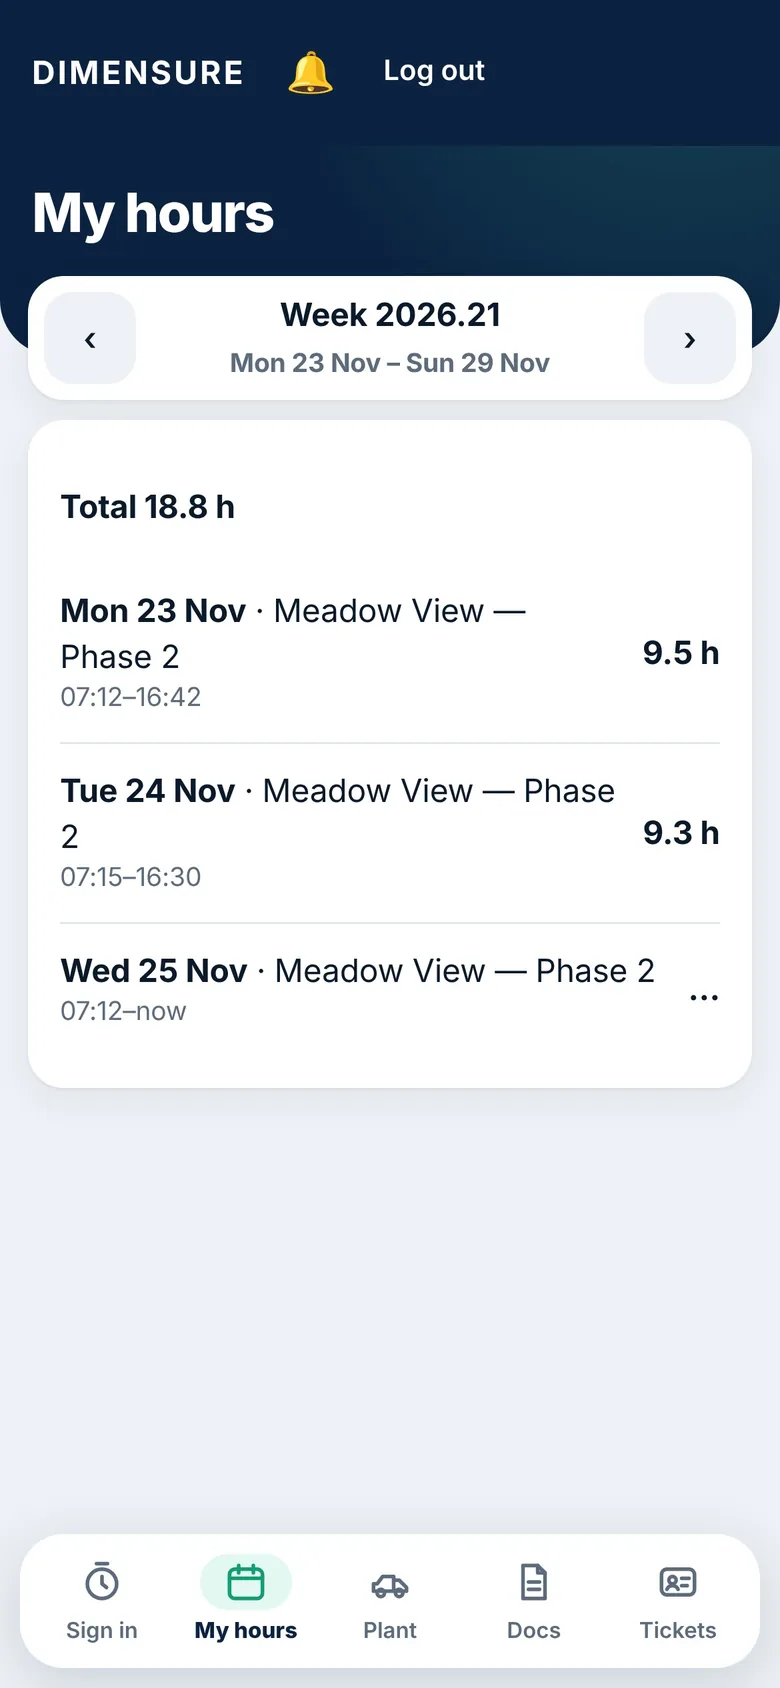 DIMENSURE 🔔 Log out
My hours
‹ Week 2026.21 ›
Mon 23 Nov – Sun 29 Nov
Total 18.8 h
Mon 23 Nov · Meadow View —
Phase 2
9.5 h
07:12–16:42
Tue 24 Nov · Meadow View — Phase
2
9.3 h
07:15–16:30
Wed 25 Nov · Meadow View — Phase 2
...
07:12–now
Sign in My hours Plant Docs Tickets